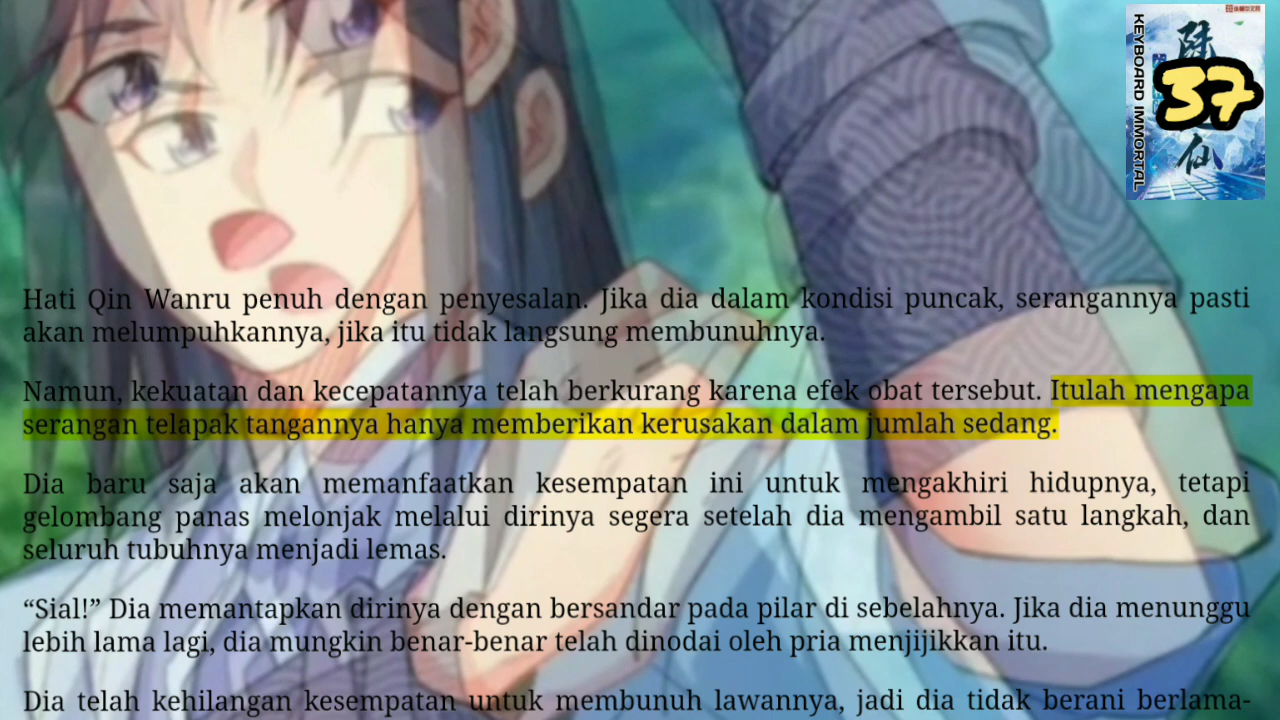 陆
37
仙
KEYBOARD IMMORTAL
Hati Qin Wanru penuh dengan penyesalan. Jika dia dalam kondisi puncak, serangannya pasti
akan melumpuhkannya, jika itu tidak langsung membunuhnya.
Namun, kekuatan dan kecepatannya telah berkurang karena efek obat tersebut. Itulah mengapa
serangan telapak tangannya hanya memberikan kerusakan dalam jumlah sedang.
Dia baru saja akan memanfaatkan kesempatan ini untuk mengakhiri hidupnya, tetapi
gelombang panas melonjak melalui dirinya segera setelah dia mengambil satu langkah, dan
seluruh tubuhnya menjadi lemas.
“Sial!” Dia memantapkan dirinya dengan bersandar pada pilar di sebelahnya. Jika dia menunggu
lebih lama lagi, dia mungkin benar-benar telah dinodai oleh pria menjijikkan itu.
Dia telah kehilangan kesempatan untuk membunuh lawannya, jadi dia tidak berani berlama-